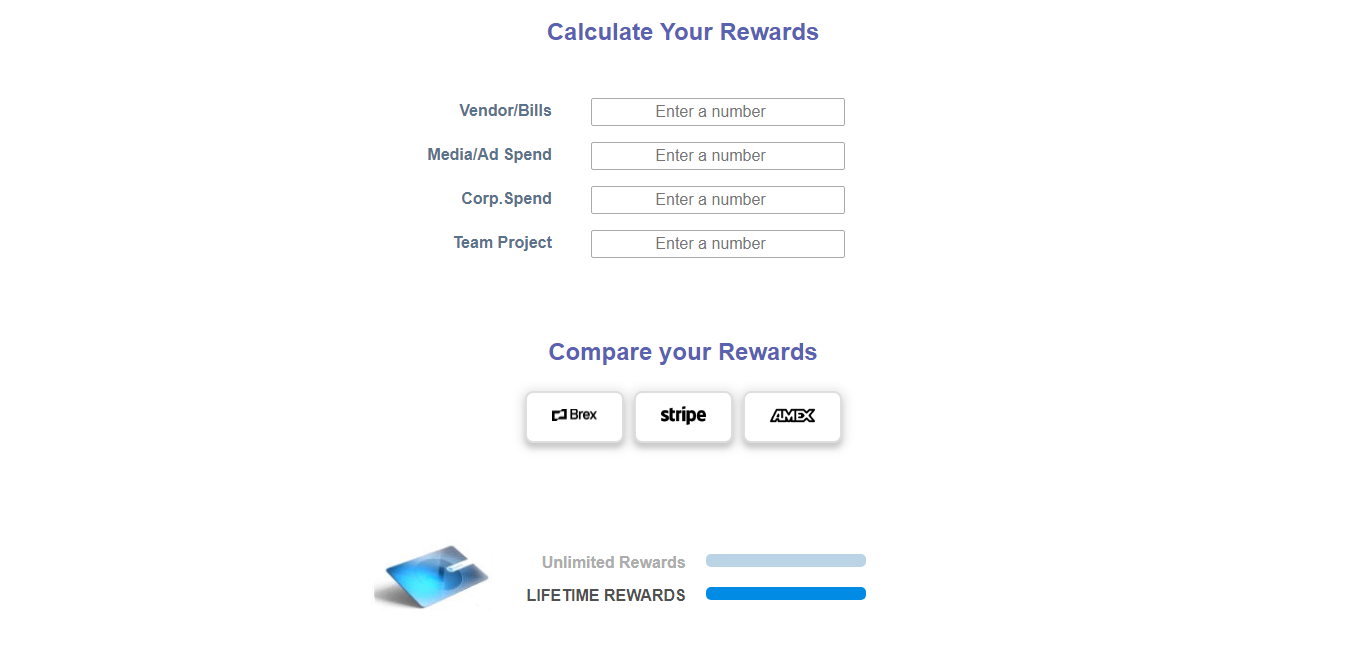 Calculate Your Rewards
Vendor/Bills Enter a number
Media/Ad Spend Enter a number
Corp.Spend Enter a number
Team Project Enter a number
Compare your Rewards
Brex stripe AMEX
Unlimited Rewards
LIFETIME REWARDS